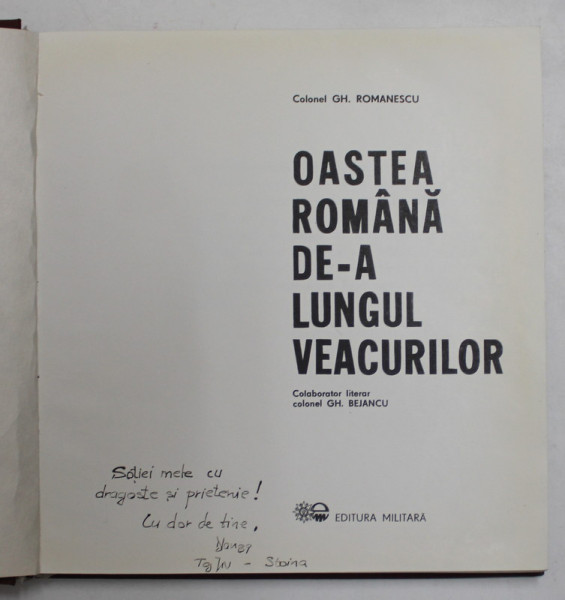 Colonel GH. ROMANESCU
OASTEA
ROMÂNĂ
DE-A
LUNGUL
VEACURILOR
Colaborator literar
colonel GH. BEJANCU
EDITURA MILITARĂ
Soției mele cu
dragoste și prietenie!
Cu dor de tine,